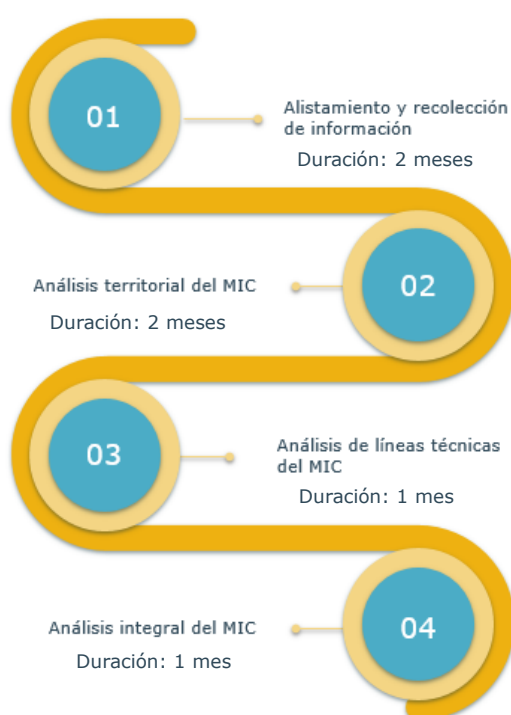 01
Alistamiento y recolección
de información
Duración: 2 meses
02
Análisis territorial del MIC
Duración: 2 meses
03
Análisis de líneas técnicas
del MIC
Duración: 1 mes
04
Análisis integral del MIC
Duración: 1 mes